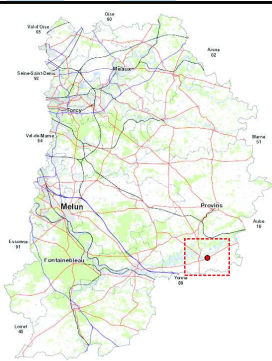 Oise
60
Val-d'Oise
95
Aisne
02
Seine-Saint-Denis
93
Meaux
Torcy
Val-de-Marne
94
Marne
51
Melun
Provins
Aube
10
Essonne
91
Fontainebleau
Yonne
89
Loiret
45